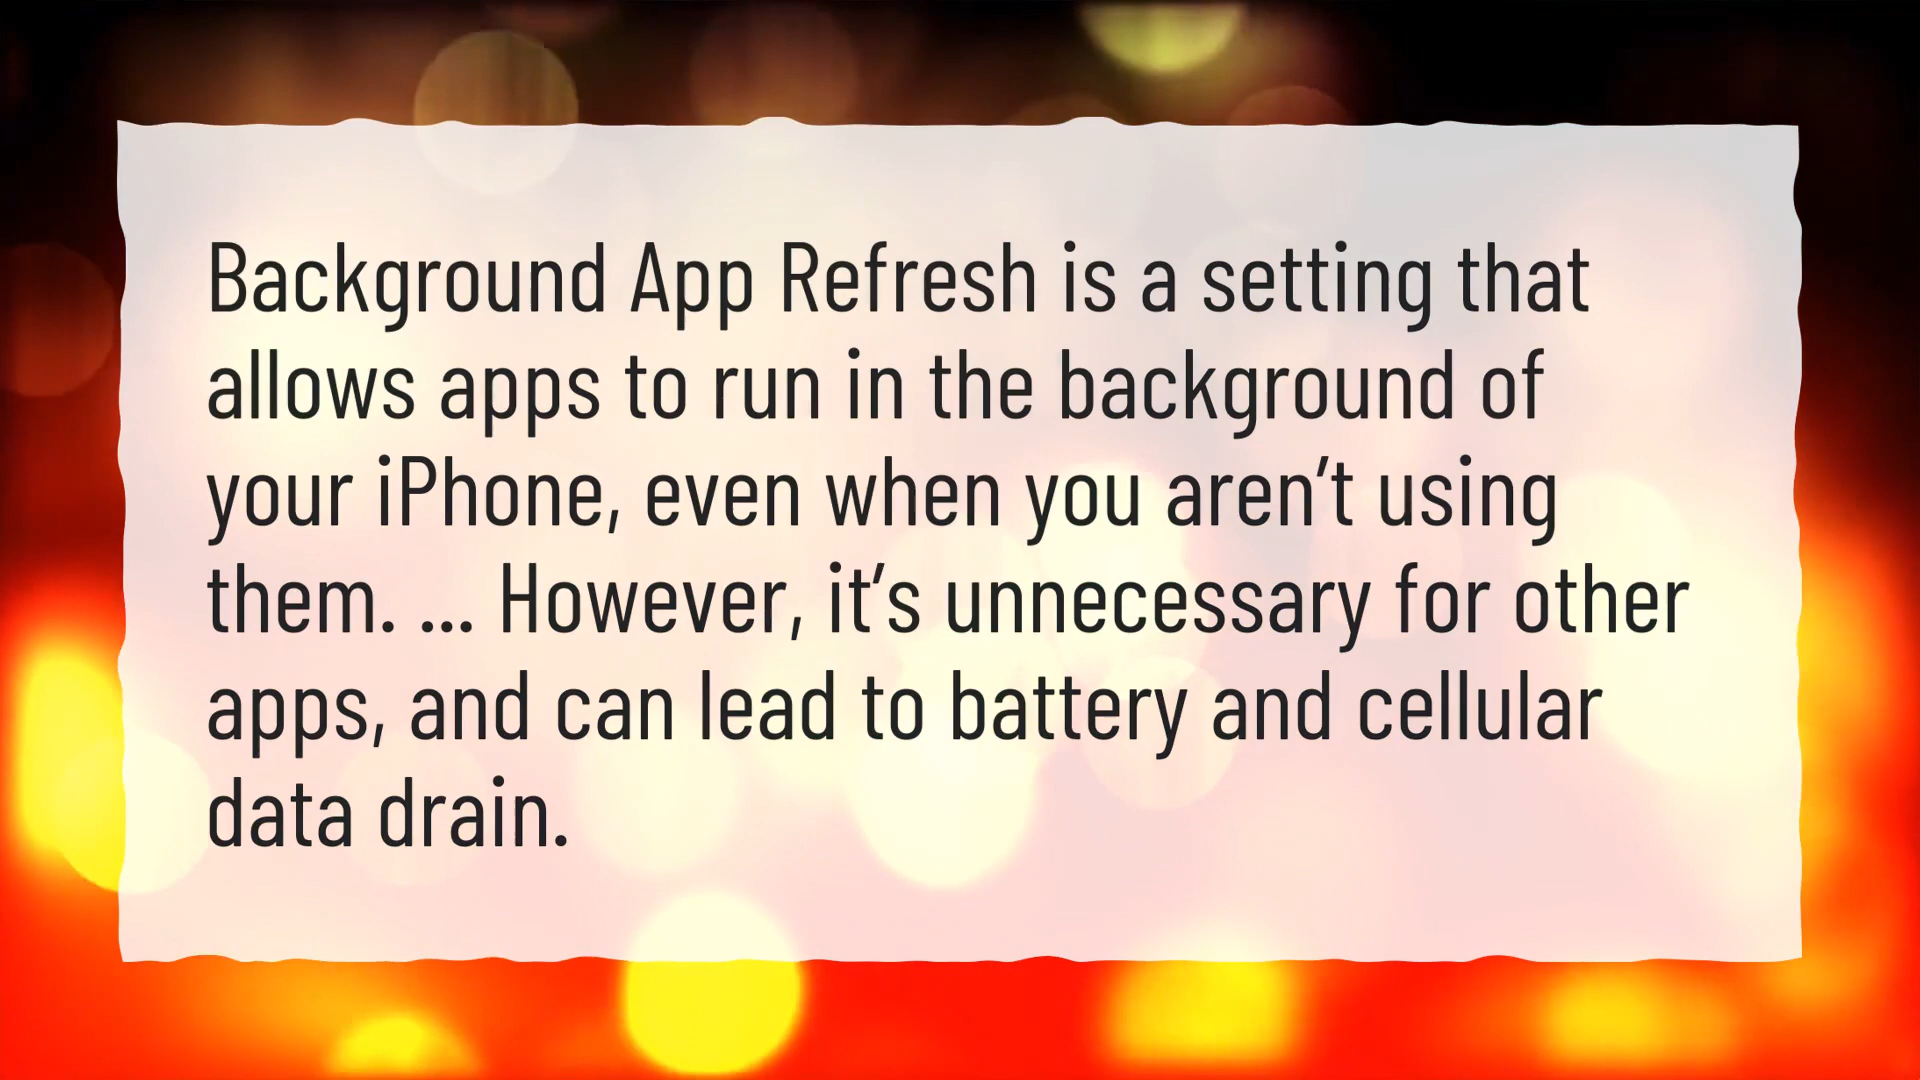 Background App Refresh is a setting that
allows apps to run in the background of
your iPhone, even when you aren’t using
them. ... However, it’s unnecessary for other
apps, and can lead to battery and cellular
data drain.